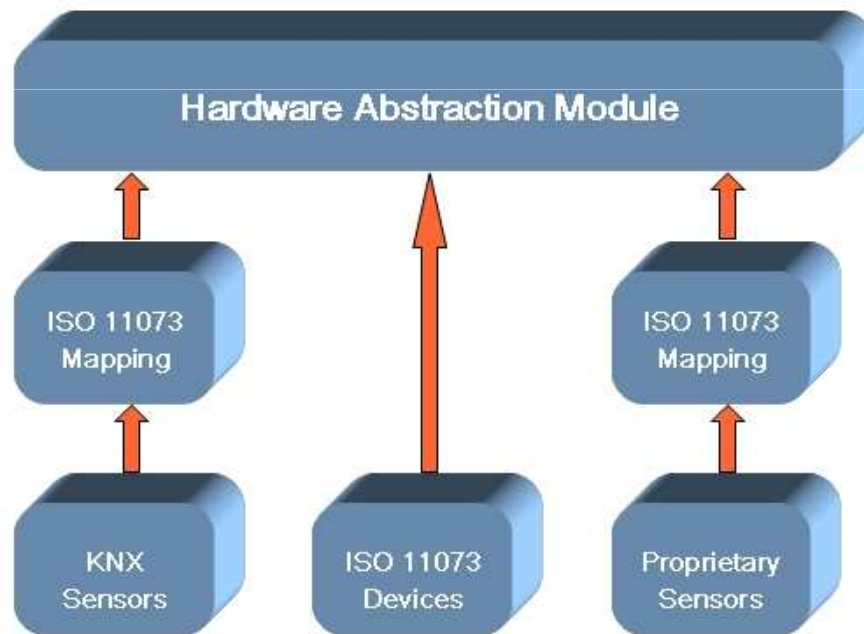 Hardware Abstraction Module
ISO 11073
Mapping
ISO 11073
Mapping
KNX
Sensors
ISO 11073
Devices
Proprietary
Sensors